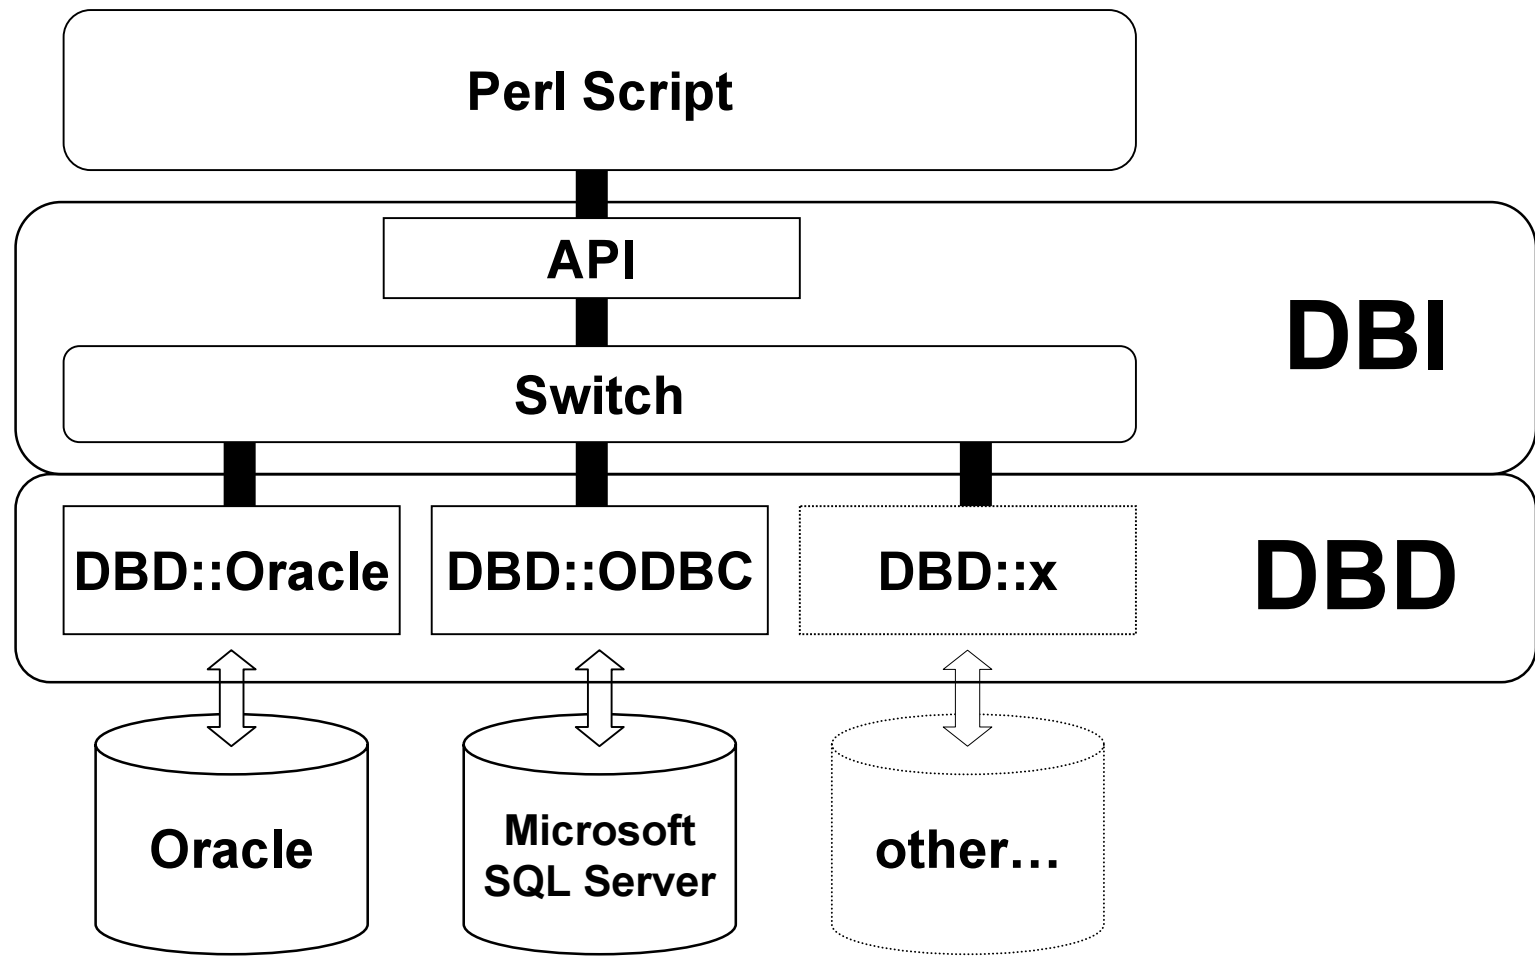 Perl Script
API
DBI
Switch
DBD::Oracle
DBD::ODBC
DBD::x
DBD
Oracle
Microsoft
SQL Server
other…